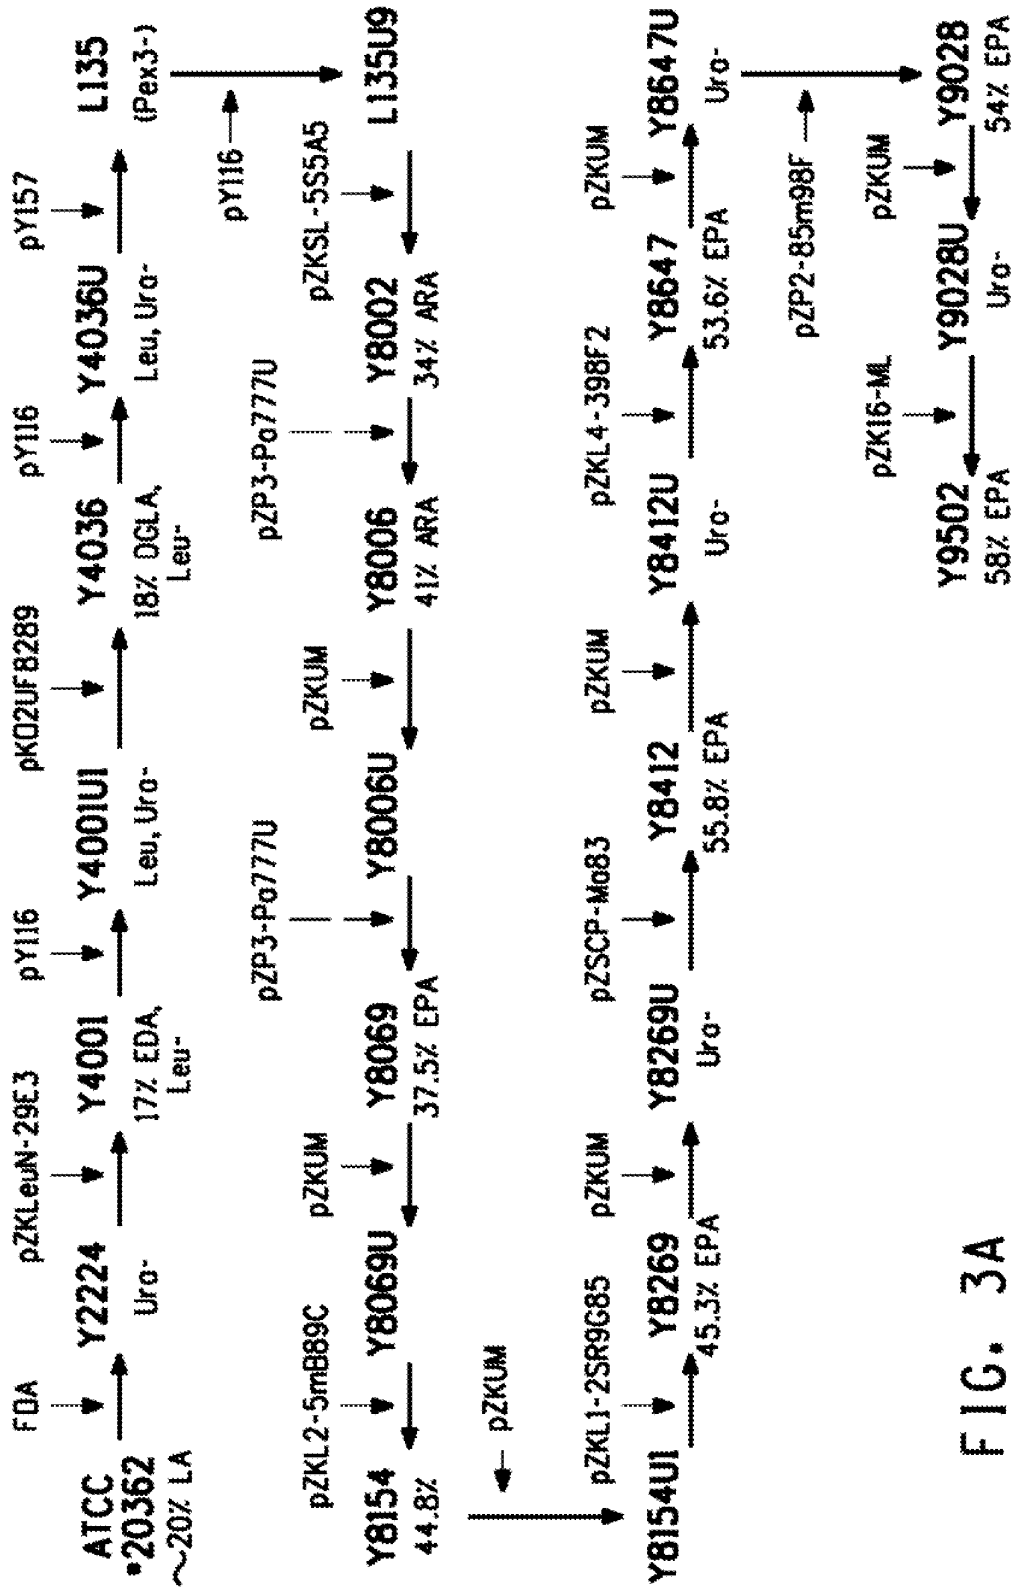 FOA
pZKLeuN-29E3
pY116
pKO2UF8289
pY116
pY157
ATCC
*20362
~20% LA
Y2224
Ura-
Y4001
17% EDA,
Leu-
Y4001U1
Leu, Ura-
Y4036
18% DGLA,
Leu-
Y4036U
Leu, Ura-
L135
(Pex3-)
pY116
L135U9
pZKSL-5S5A5
Y8002
34% ARA
pZP3-Pa777U
Y8006
41% ARA
pZKUM
Y8006U
pZP3-Pa777U
Y8069
37.5% EPA
pZKUM
Y8069U
pZKL2-5mB89C
Y8154
44.8%
pZKUM
Y8154U1
pZKL1-2SR9G85
Y8269
45.3% EPA
pZKUM
Y8269U
Ura-
pZSCP-Ma83
Y8412
55.8% EPA
pZKUM
Y8412U
Ura-
pZKL4-398F2
Y8647
53.6% EPA
pZKUM
Y8647U
Ura-
pZP2-85m98F
Y9028
54% EPA
pZKUM
Y9028U
Ura-
pZK16-ML
Y9502
58% EPA
FIG. 3A